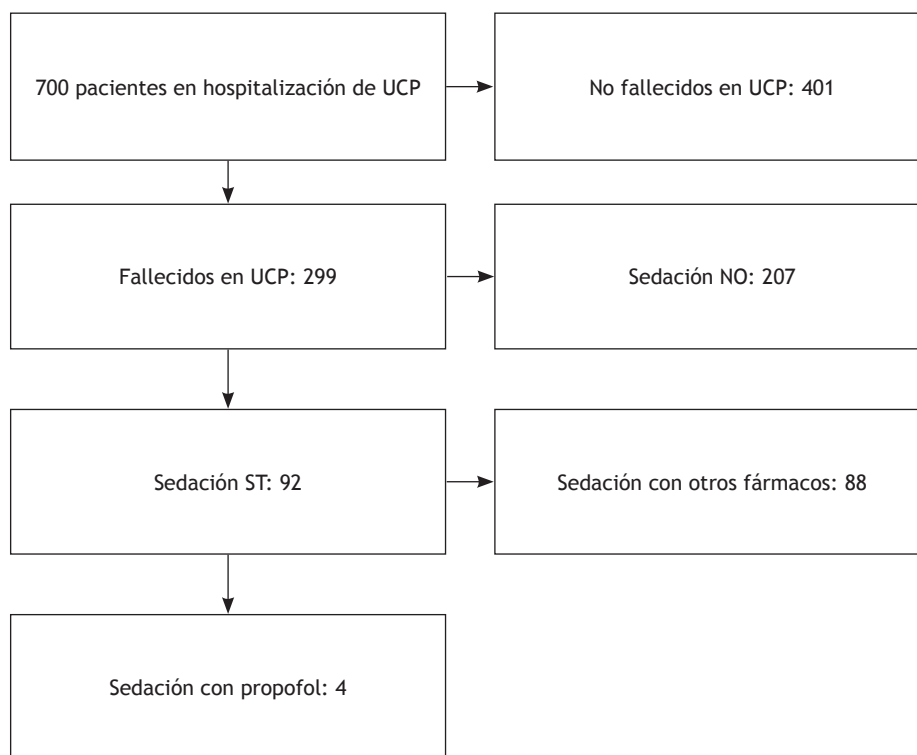 700 pacientes en hospitalización de UCP
No fallecidos en UCP: 401
Fallecidos en UCP: 299
Sedación NO: 207
Sedación ST: 92
Sedación con otros fármacos: 88
Sedación con propofol: 4